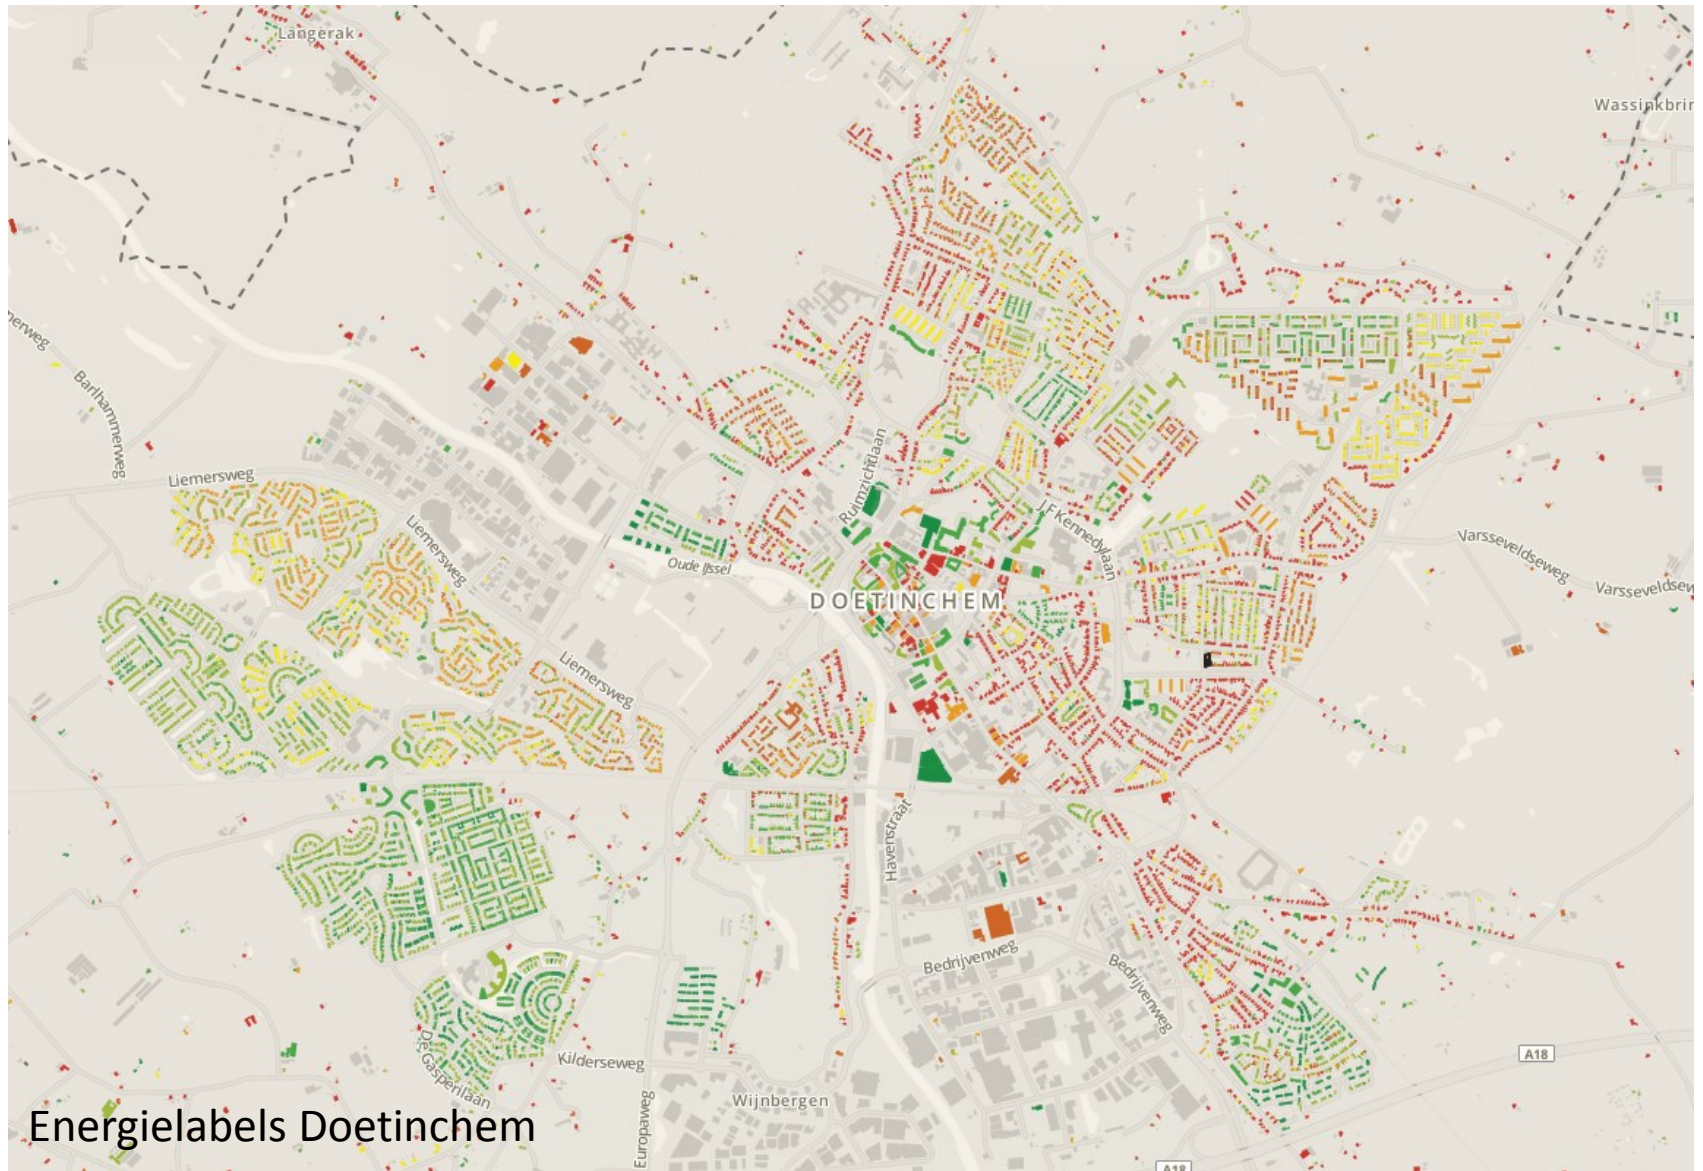 Langerak
Wassinkbrin
nerweg
Barlhammerweg
Liemersweg
Ruimzichtlaan
J F Kennedylaan
Liemersweg
Oude IJssel
Varsseveldseweg
Varsseveldsew
DOETINCHEM
Liemersweg
Havenstraat
Bedrijvenweg
Bedrijvenweg
De Gasperilaan
Kilderseweg
A18
Europaweg
Wijnbergen
Energielabels Doetinchem
A18